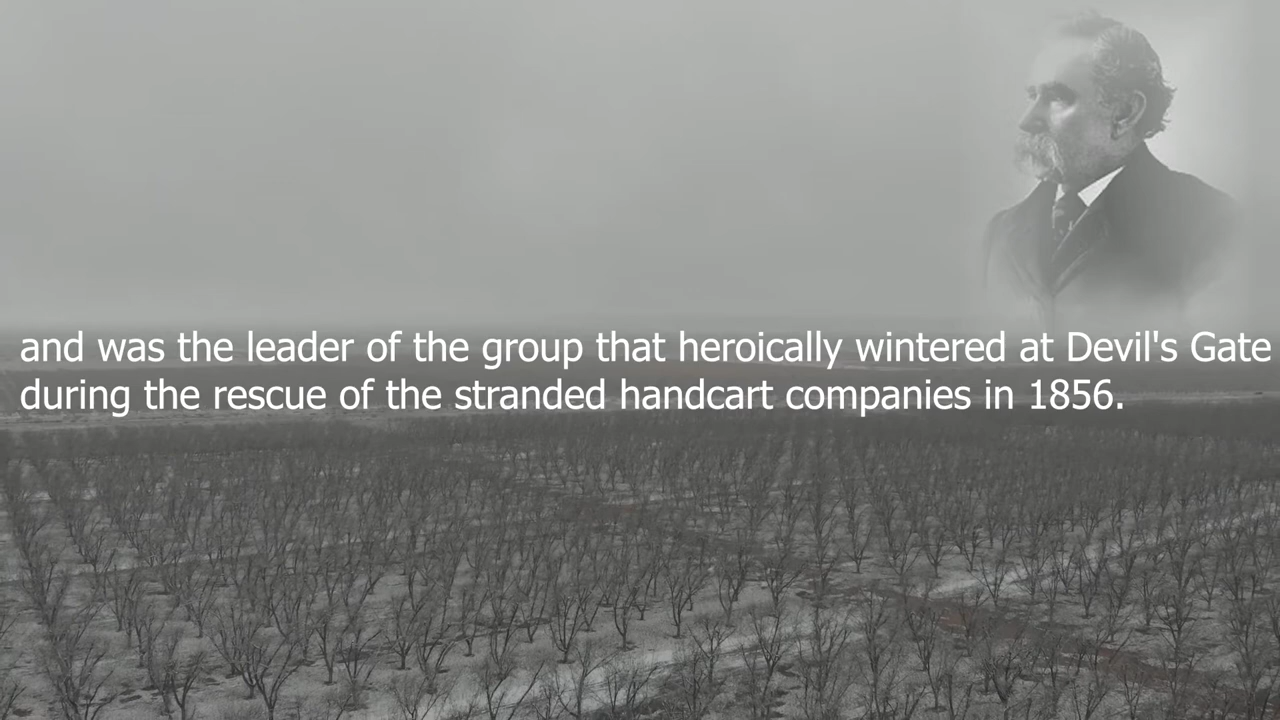 and was the leader of the group that heroically wintered at Devil's Gate
during the rescue of the stranded handcart companies in 1856.